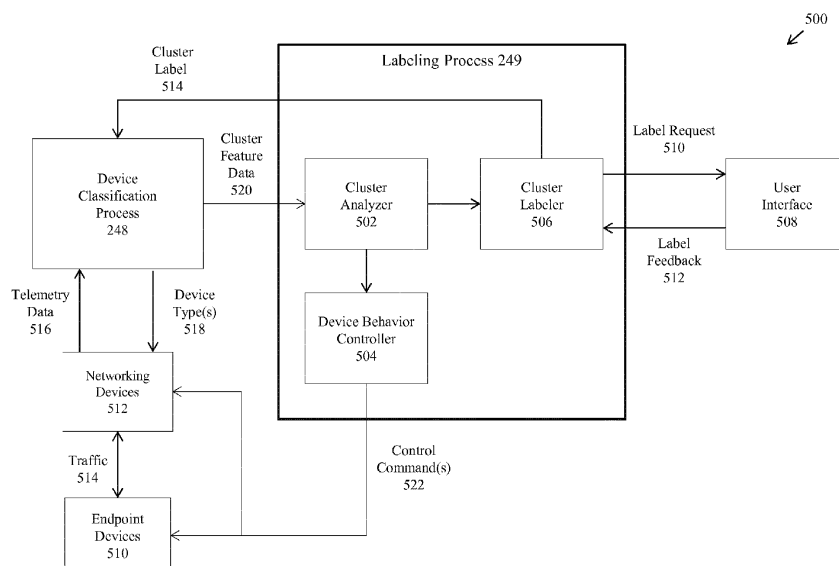 500
Labeling Process 249
Cluster
Label
514
Device
Classification
Process
248
Cluster
Feature
Data
520
Cluster
Analyzer
502
Cluster
Labeler
506
Label Request
510
User
Interface
508
Label
Feedback
512
Telemetry
Data
516
Device
Type(s)
518
Device Behavior
Controller
504
Networking
Devices
512
Traffic
514
Control
Command(s)
522
Endpoint
Devices
510